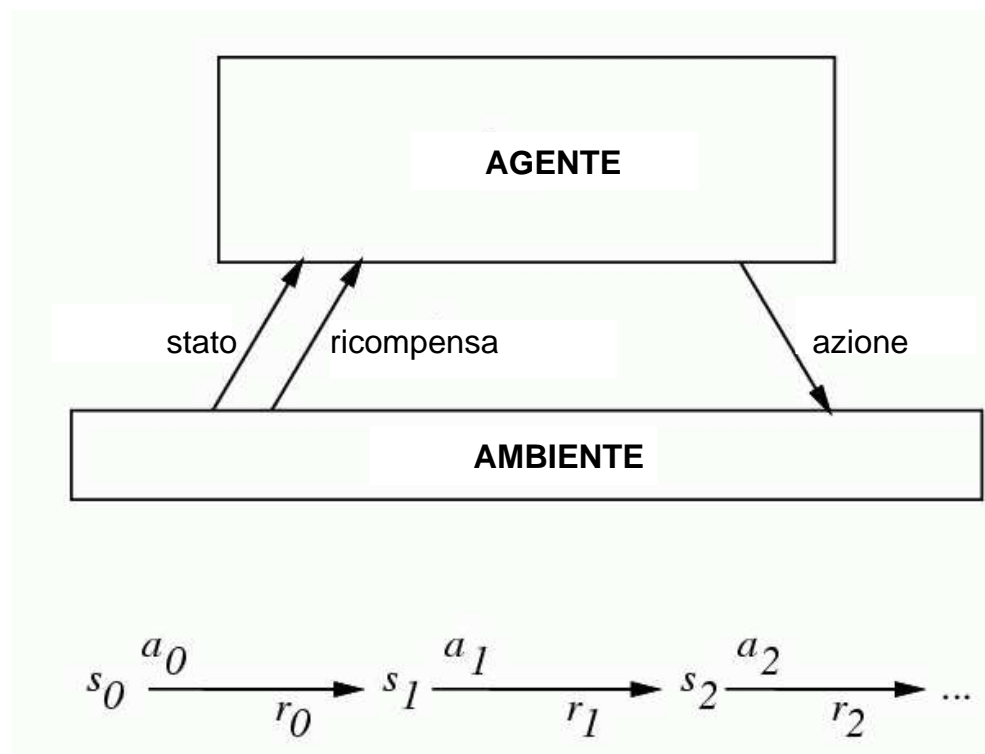 AGENTE
stato ricompensa azione
AMBIENTE
a0 a1 a2
s0 s1 s2 ...
r0 r1 r2